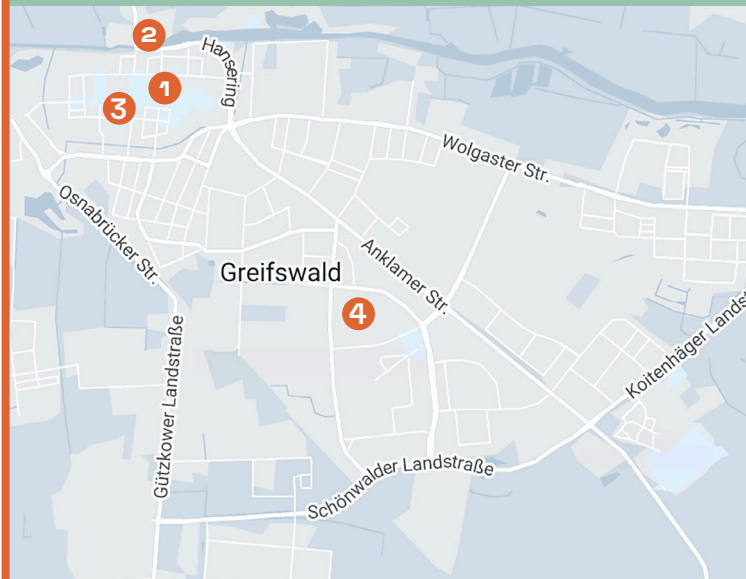 2
Hansering
1
3
Wolgaster Str.
Osnabrücker Str.
Anklamer Str.
Greifswald
4
Koitenhäger Landst
Gützkower Landstraße
Schönwalder Landstraße